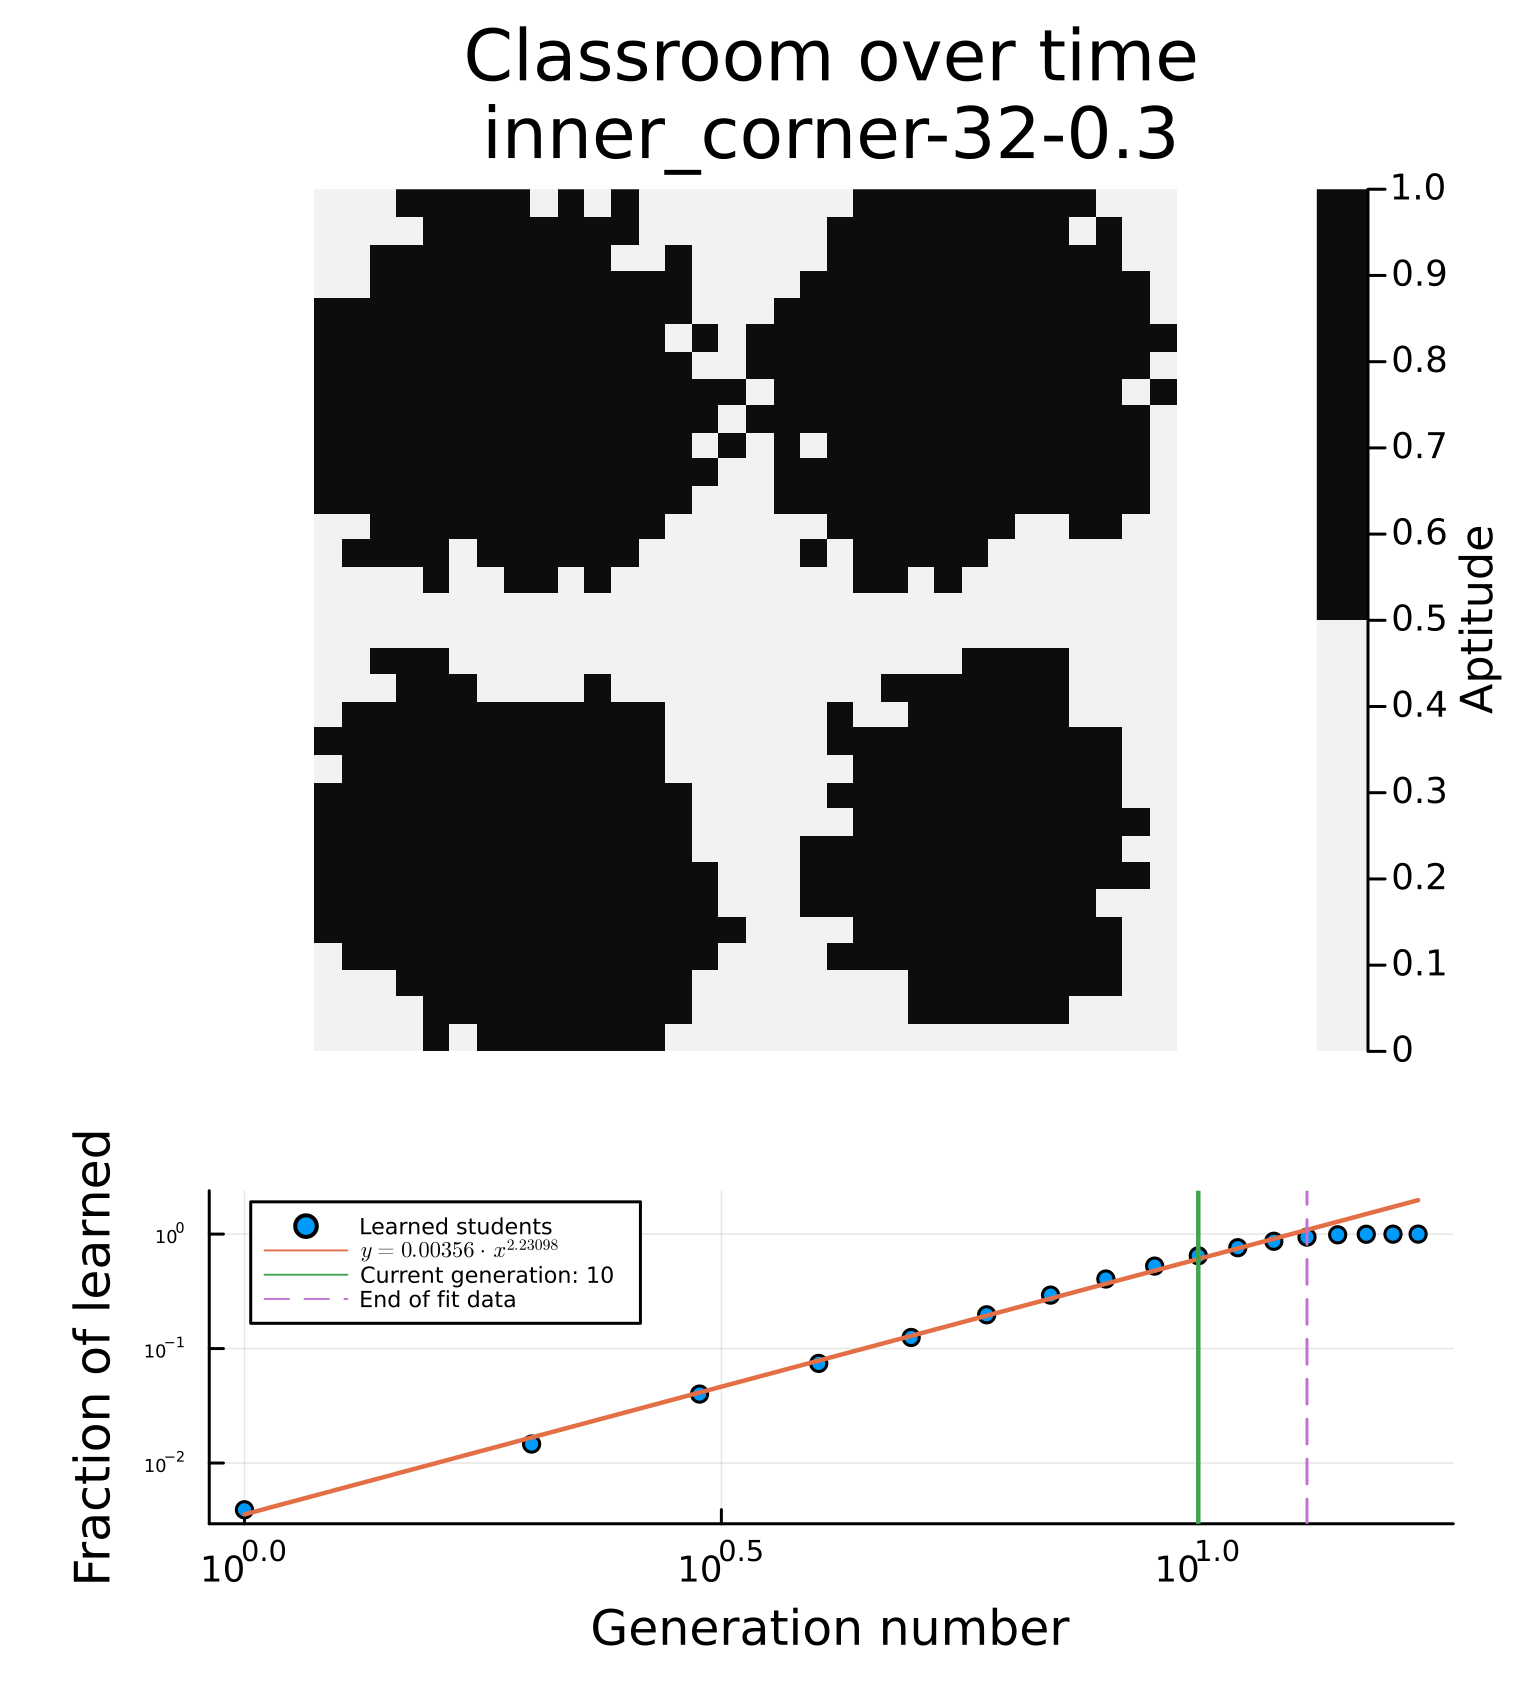 Classroom over time
inner_corner-32-0.3
1.0
0.9
0.8
0.7
0.6
0.5
0.4
0.3
0.2
0.1
0
Aptitude
Fraction of learned
10⁰
10⁻¹
10⁻²
Learned students
y = 0.00356 · x^2.23098
Current generation: 10
End of fit data
10^0.0
10^0.5
10^1.0
Generation number